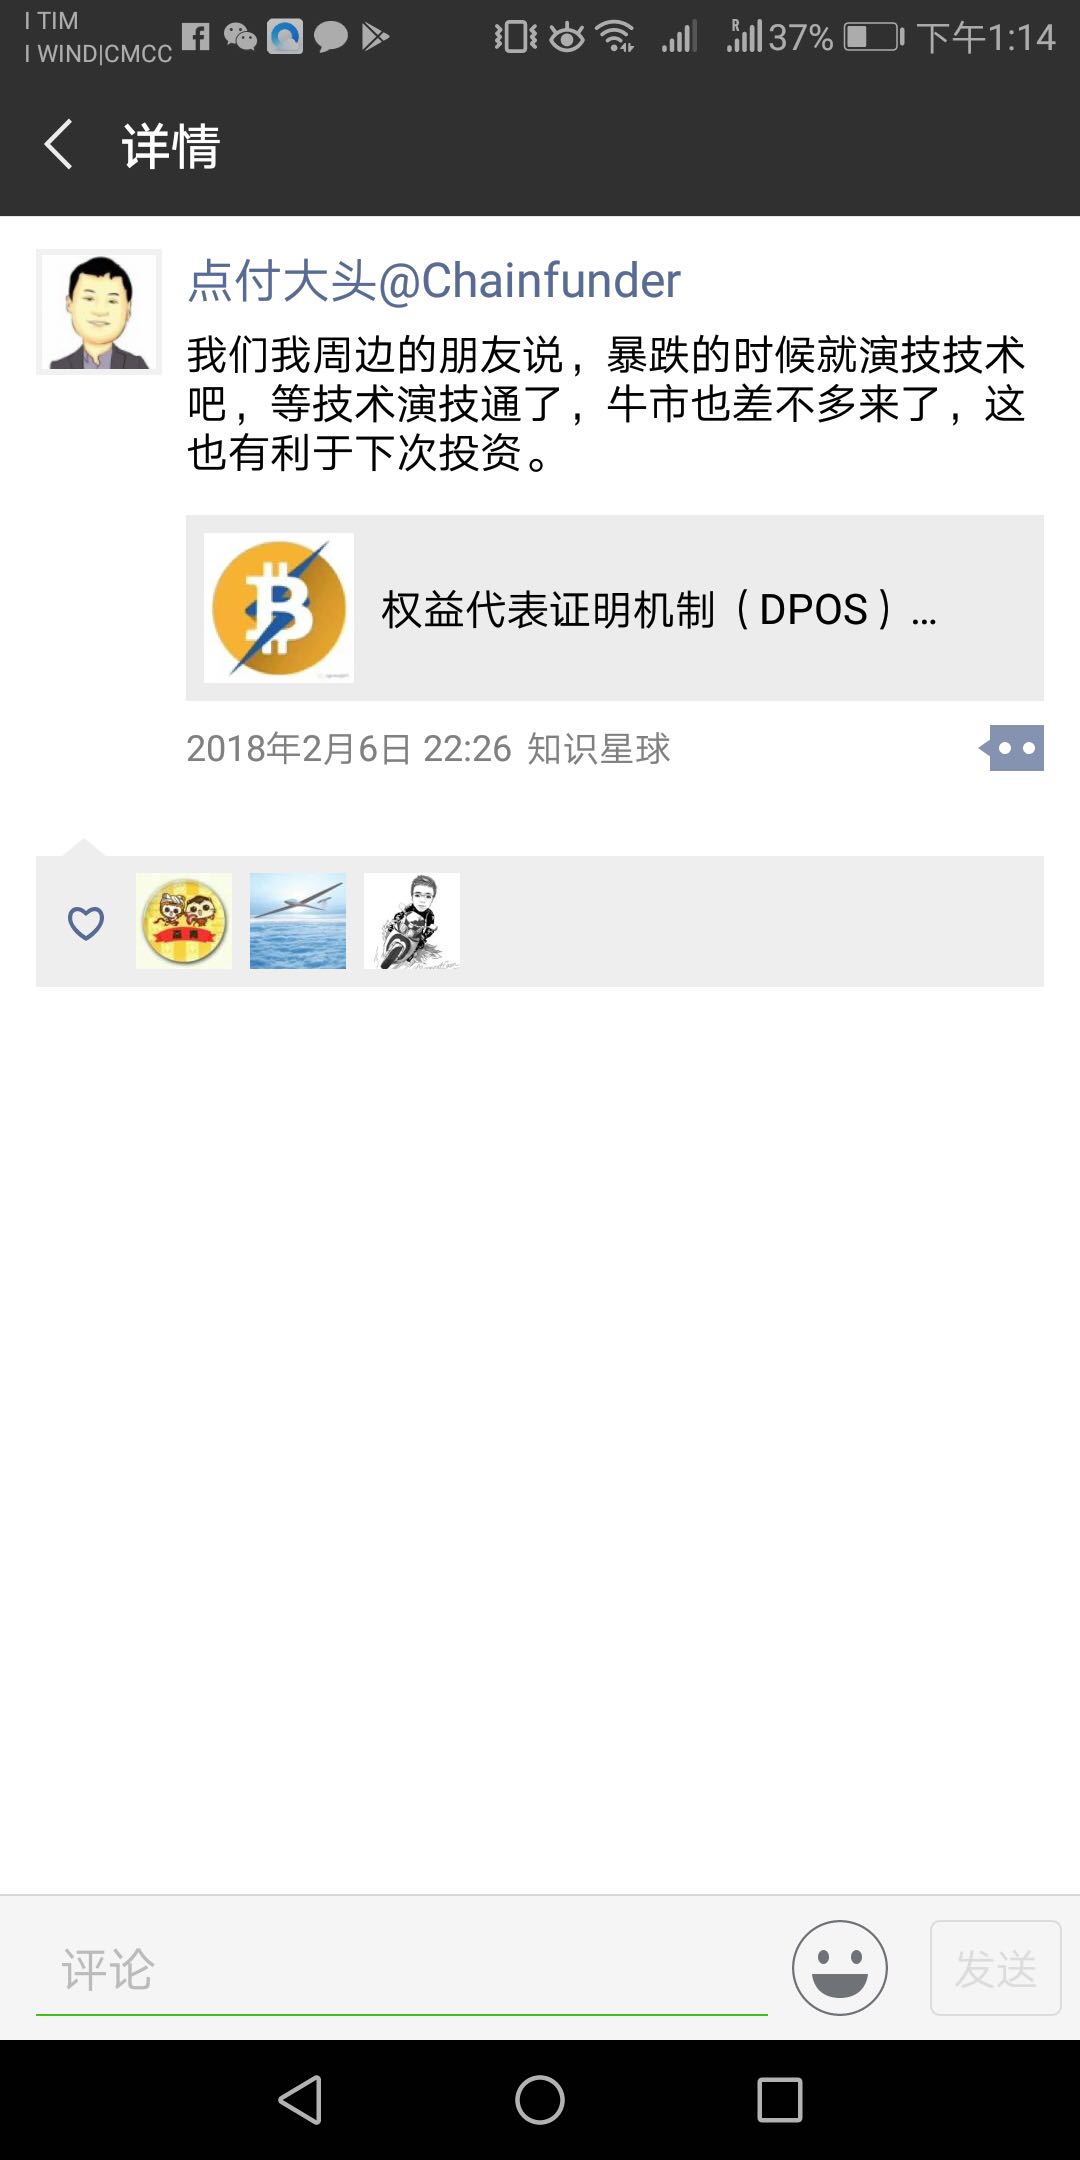 I TIM
I WIND|CMCC
R
37%
下午1:14
详情
点付大头@Chainfunder
我们我周边的朋友说，暴跌的时候就演技技术
吧，等技术演技通了，牛市也差不多来了，这
也有利于下次投资。
权益代表证明机制（DPOS）...
2018年2月6日 22:26 知识星球
评论
发送